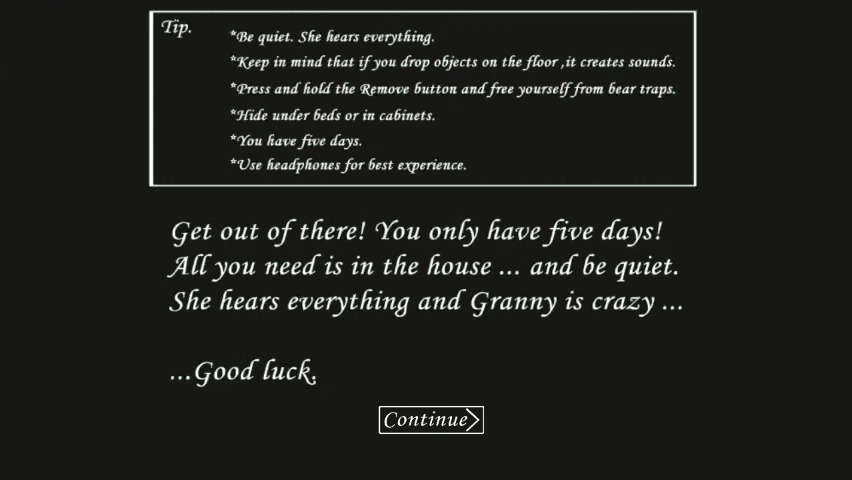 Tip.
*Be quiet. She hears everything.
*Keep in mind that if you drop objects on the floor ,it creates sounds.
*Press and hold the Remove button and free yourself from bear traps.
*Hide under beds or in cabinets.
*You have five days.
*Use headphones for best experience.
Get out of there! You only have five days!
All you need is in the house ... and be quiet.
She hears everything and Granny is crazy ...
...Good luck.
Continue>